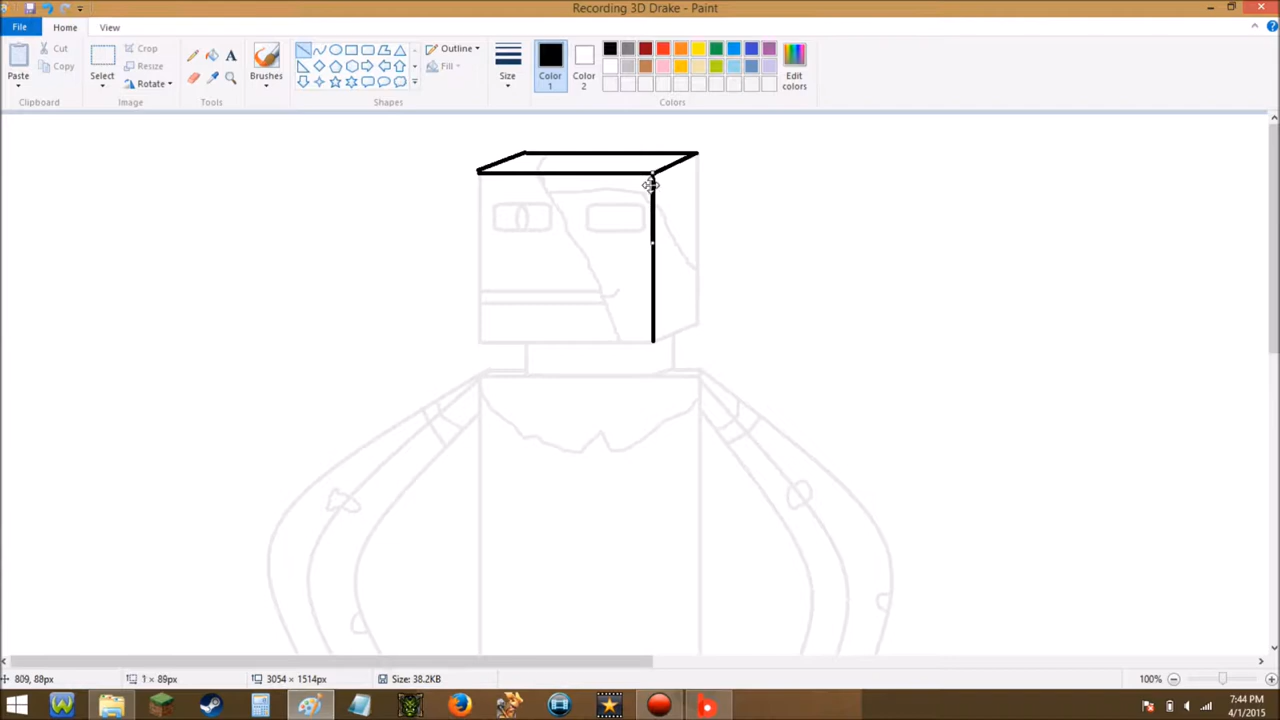 Recording 3D Drake - Paint
File Home View
Paste
Cut
Copy
Clipboard
Select
Crop
Resize
Rotate
Image
A
Tools
Brushes
Shapes
Outline
Fill
Size
Color
1
Color
2
Edit
colors
Colors
809, 88px 1 × 89px 3054 × 1514px Size: 38.2KB 100%
7:44 PM
4/1/2015